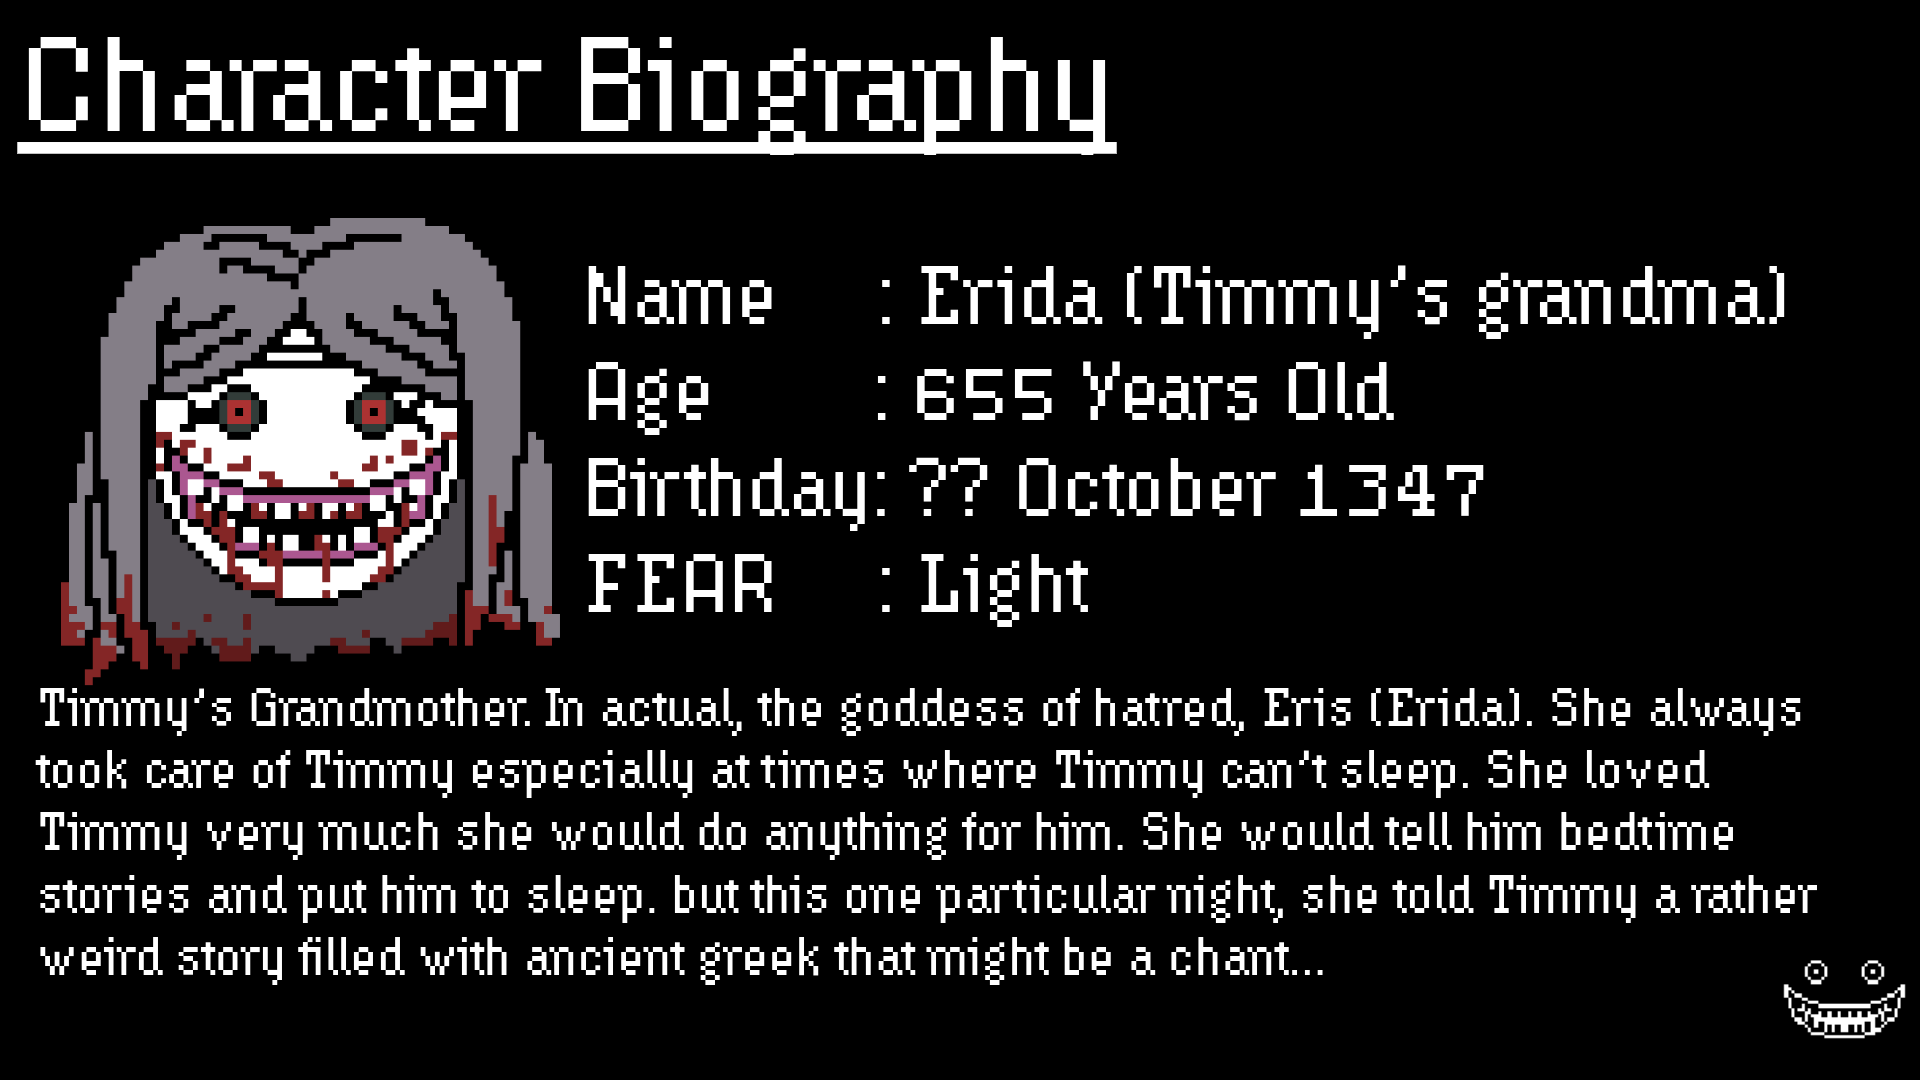 Character Biography
Name : Erida (Timmy's grandma)
Age : 655 Years Old
Birthday: ?? October 1347
FEAR : Light
Timmy's Grandmother. In actual, the goddess of hatred, Eris (Erida). She always
took care of Timmy especially at times where Timmy can't sleep. She loved
Timmy very much she would do anything for him. She would tell him bedtime
stories and put him to sleep. but this one particular night, she told Timmy a rather
weird story filled with ancient greek that might be a chant...